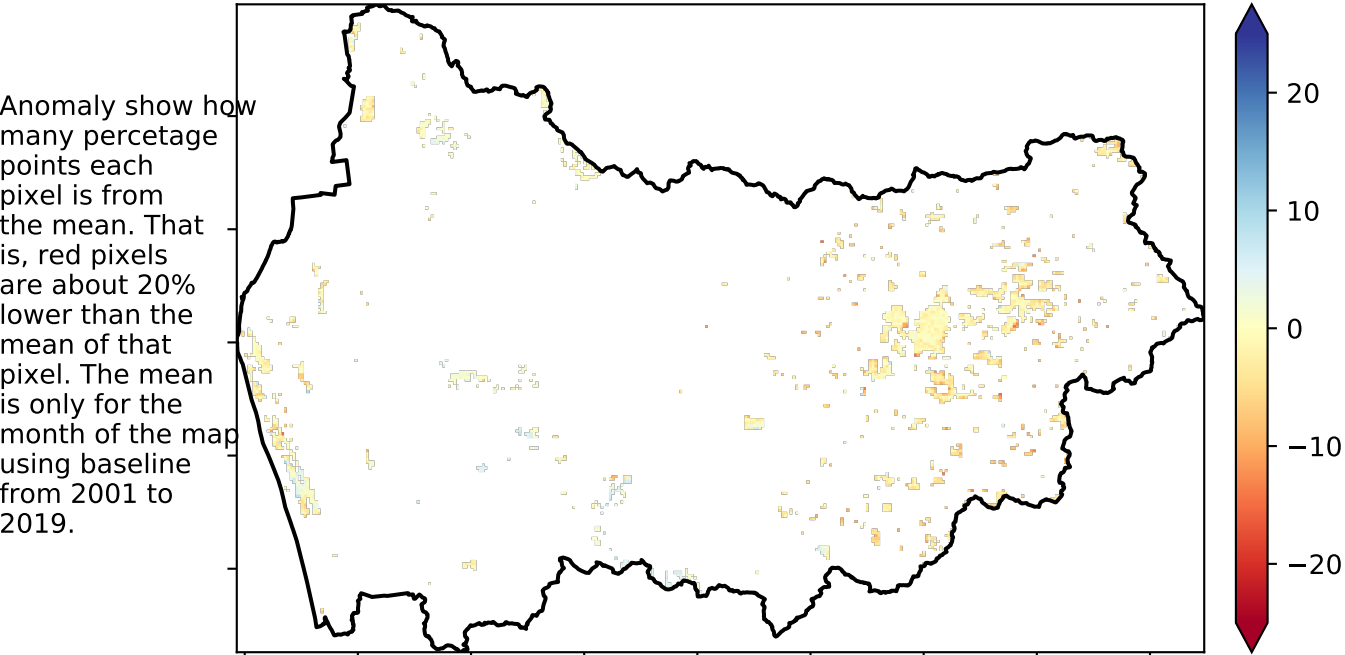 Anomaly show how
many percetage
points each
pixel is from
the mean. That
is, red pixels
are about 20%
lower than the
mean of that
pixel. The mean
is only for the
month of the map
using baseline
from 2001 to
2019.
20
10
0
−10
−20